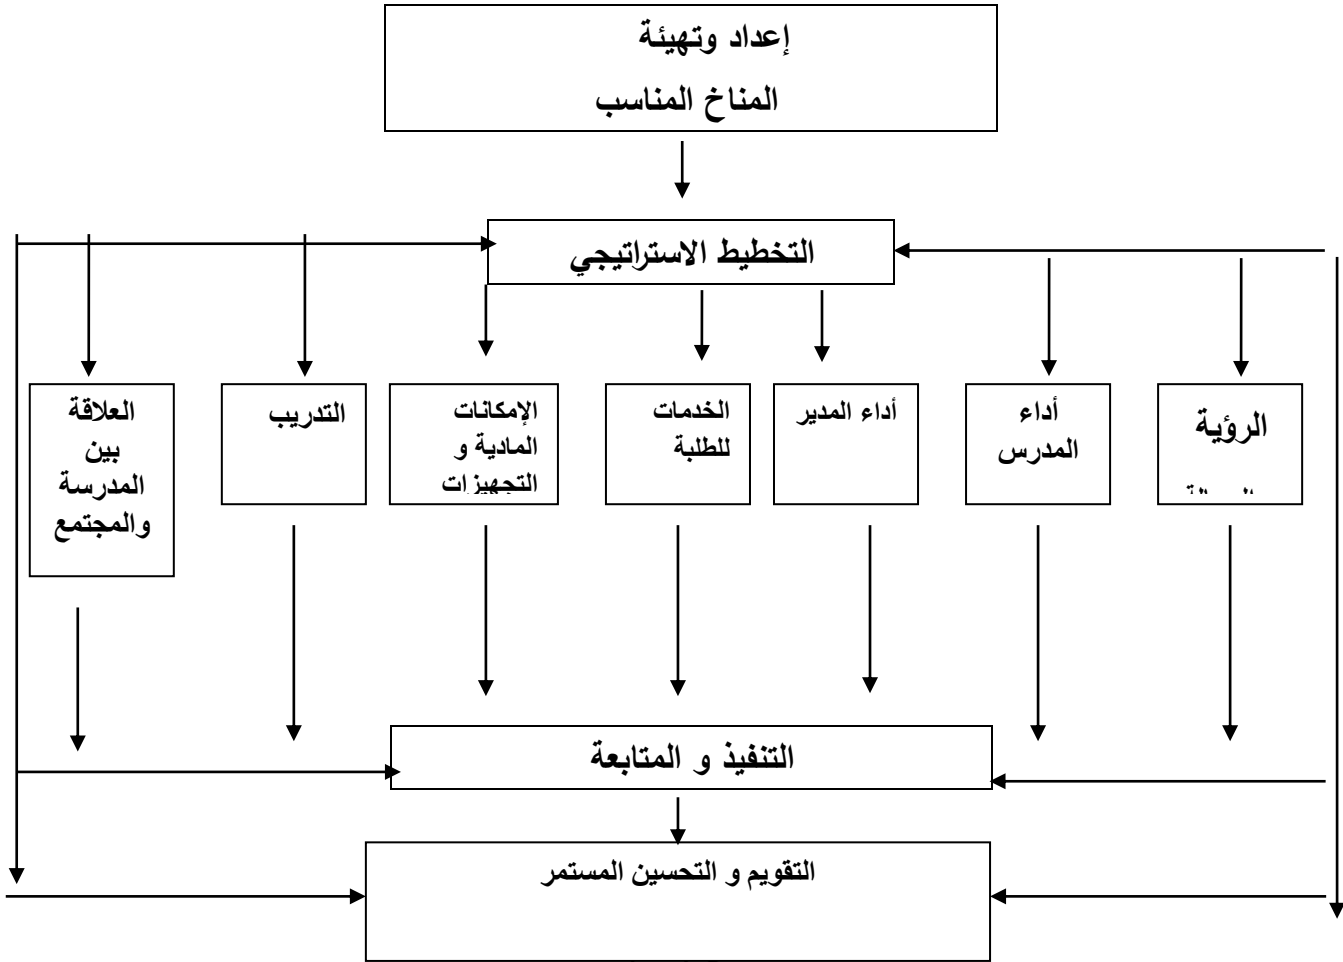 إعداد وتهيئة
المناخ المناسب
التخطيط الاستراتيجي
الرؤية
أداء
المدرس
أداء المدير
الخدمات
للطلبة
الإمكانات
المادية و
التجهيزات
التدريب
العلاقة
بين
المدرسة
والمجتمع
التنفيذ و المتابعة
التقويم و التحسين المستمر